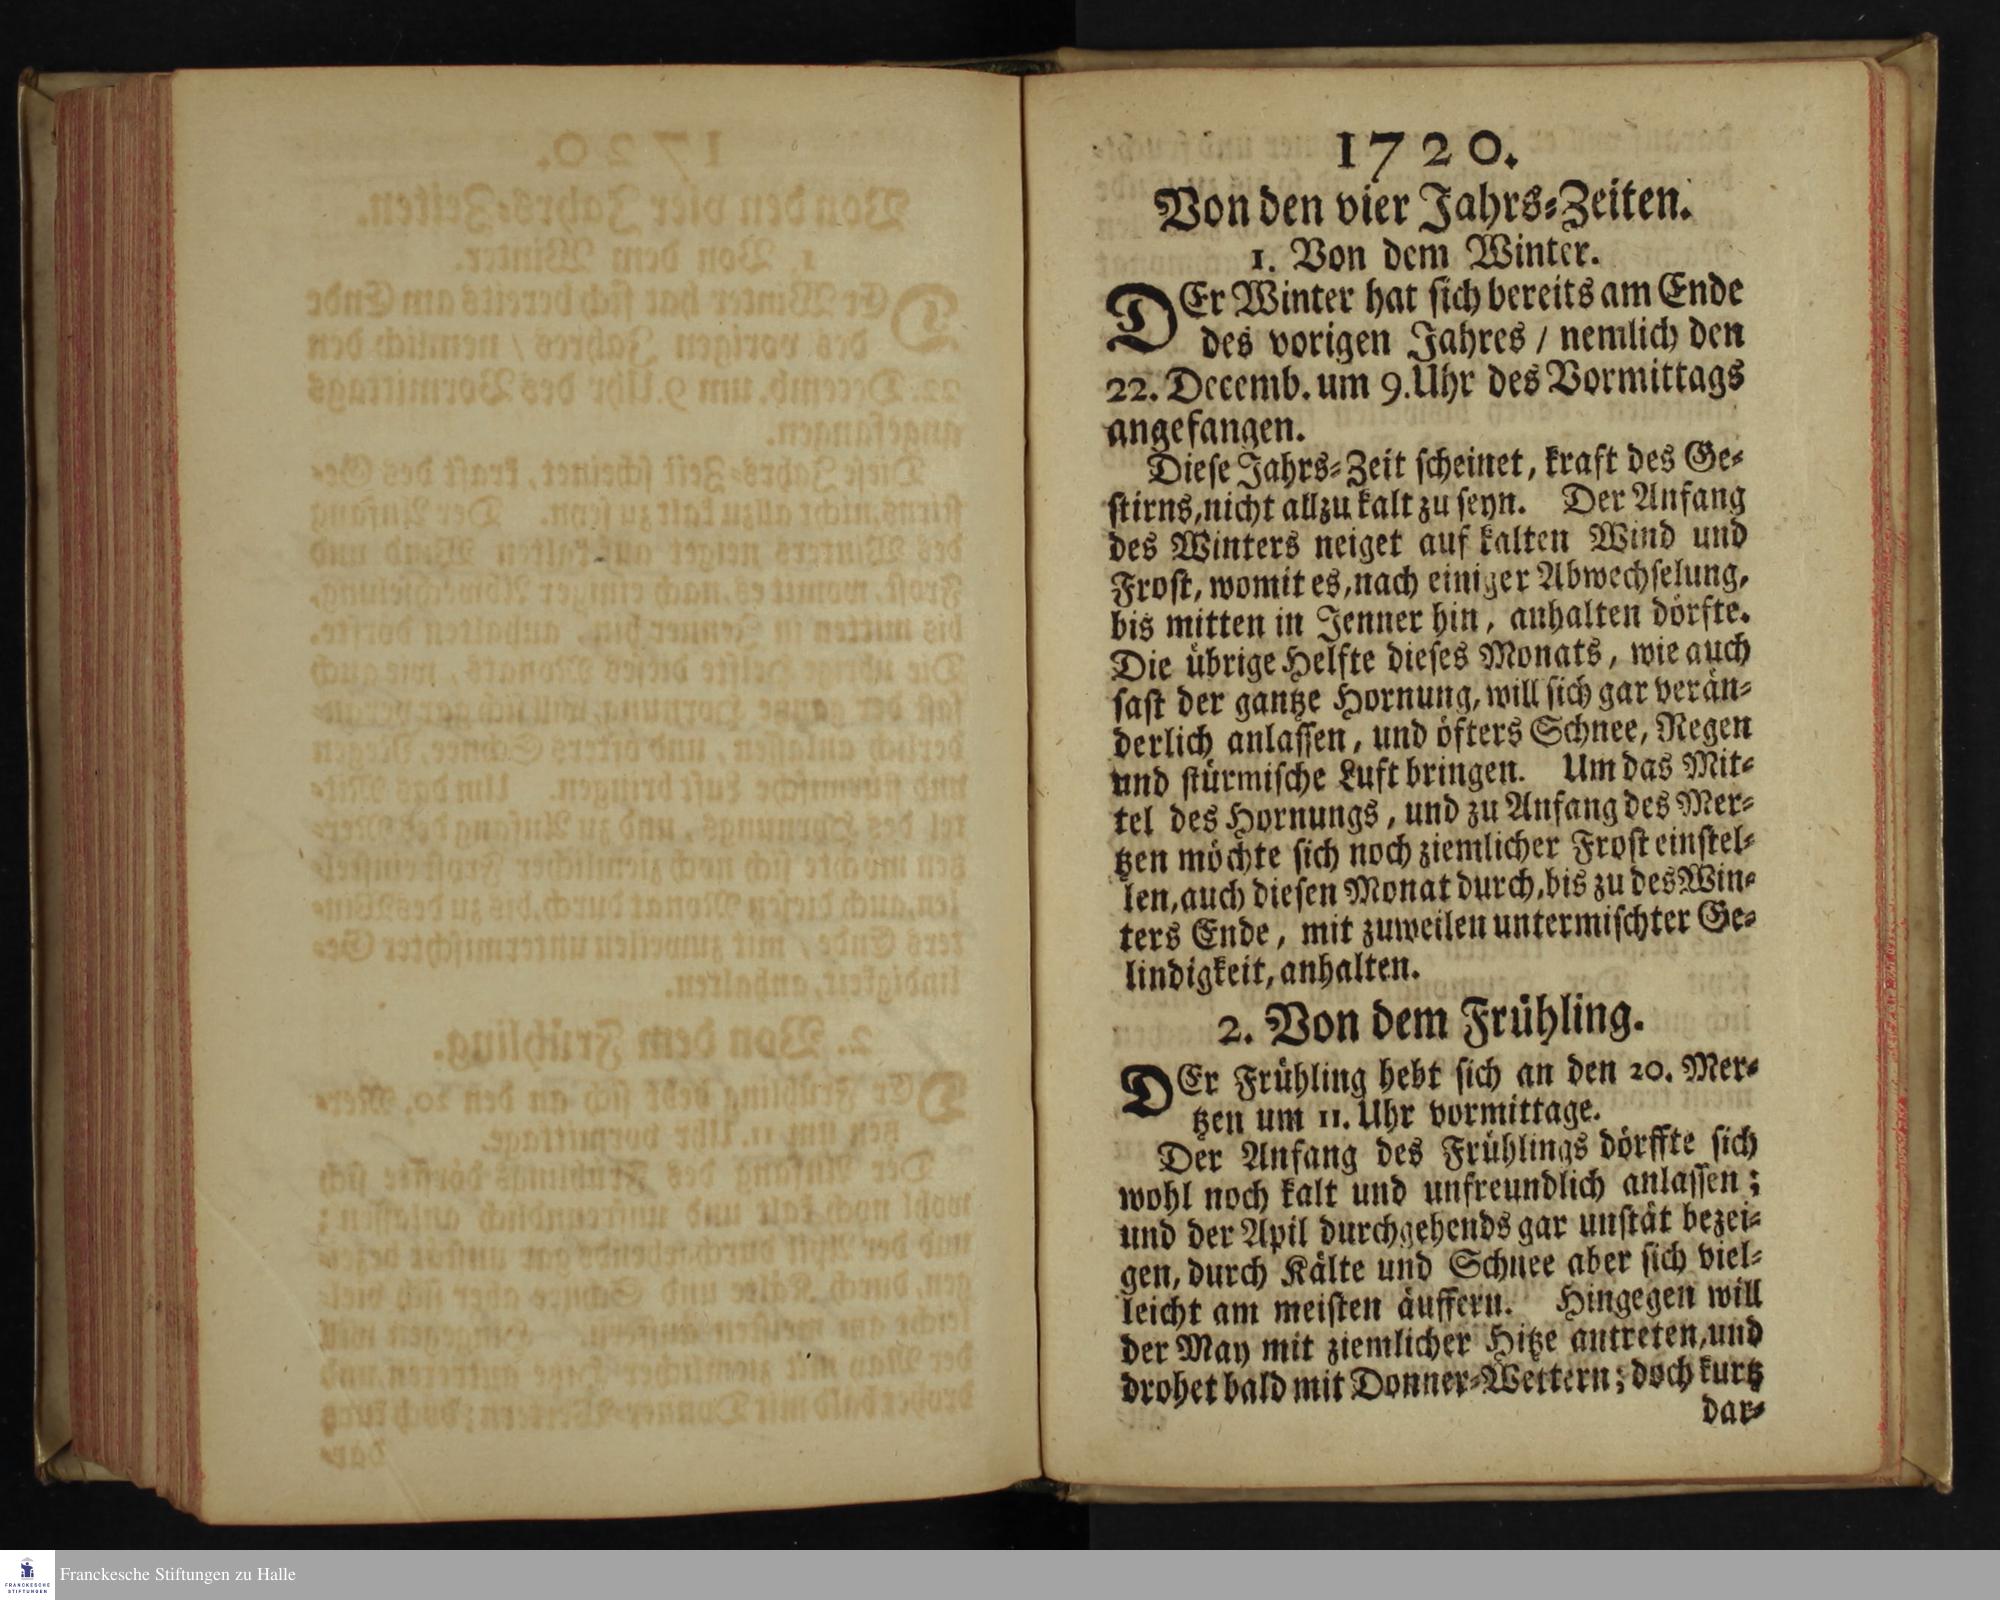 1720.
Von den vier Jahrs-Zeiten.
1. Von dem Winter.
DEr Winter hat sich bereits am Ende
des vorigen Jahres / nemlich den
22. Decemb. um 9. Uhr des Vormittags
angefangen.
Diese Jahrs-Zeit scheinet, kraft des Ge-
stirns, nicht allzu kalt zu seyn. Der Anfang
des Winters neiget auf kalten Wind und
Frost, womit es, nach einiger Abwechselung,
bis mitten in Jenner hin, anhalten dörfte.
Die übrige Helfte dieses Monats, wie auch
fast der gantze Hornung, will sich gar verän-
derlich anlassen, und öfters Schnee, Regen
und stürmische Luft bringen. Um das Mit-
tel des Hornungs, und zu Anfang des Mer-
tzen möchte sich noch ziemlicher Frost einstel-
len, auch diesen Monat durch, bis zu des Win-
ters Ende, mit zuweilen untermischter Ge-
lindigkeit, anhalten.
2. Von dem Frühling.
DEr Frühling hebt sich an den 20. Mer-
tzen um 11. Uhr vormittage.
Der Anfang des Frühlings dörffte sich
wohl noch kalt und unfreundlich anlassen;
und der Apil durchgehends gar unstät bezei-
gen, durch Kälte und Schnee aber sich viel-
leicht am meisten äuffern. Hingegen will
der May mit ziemlicher Hitze antreten, und
drohet bald mit Donner-Wettern; doch kurtz
dar-
FRANCKESCHE
STIFTUNGEN
Franckesche Stiftungen zu Halle